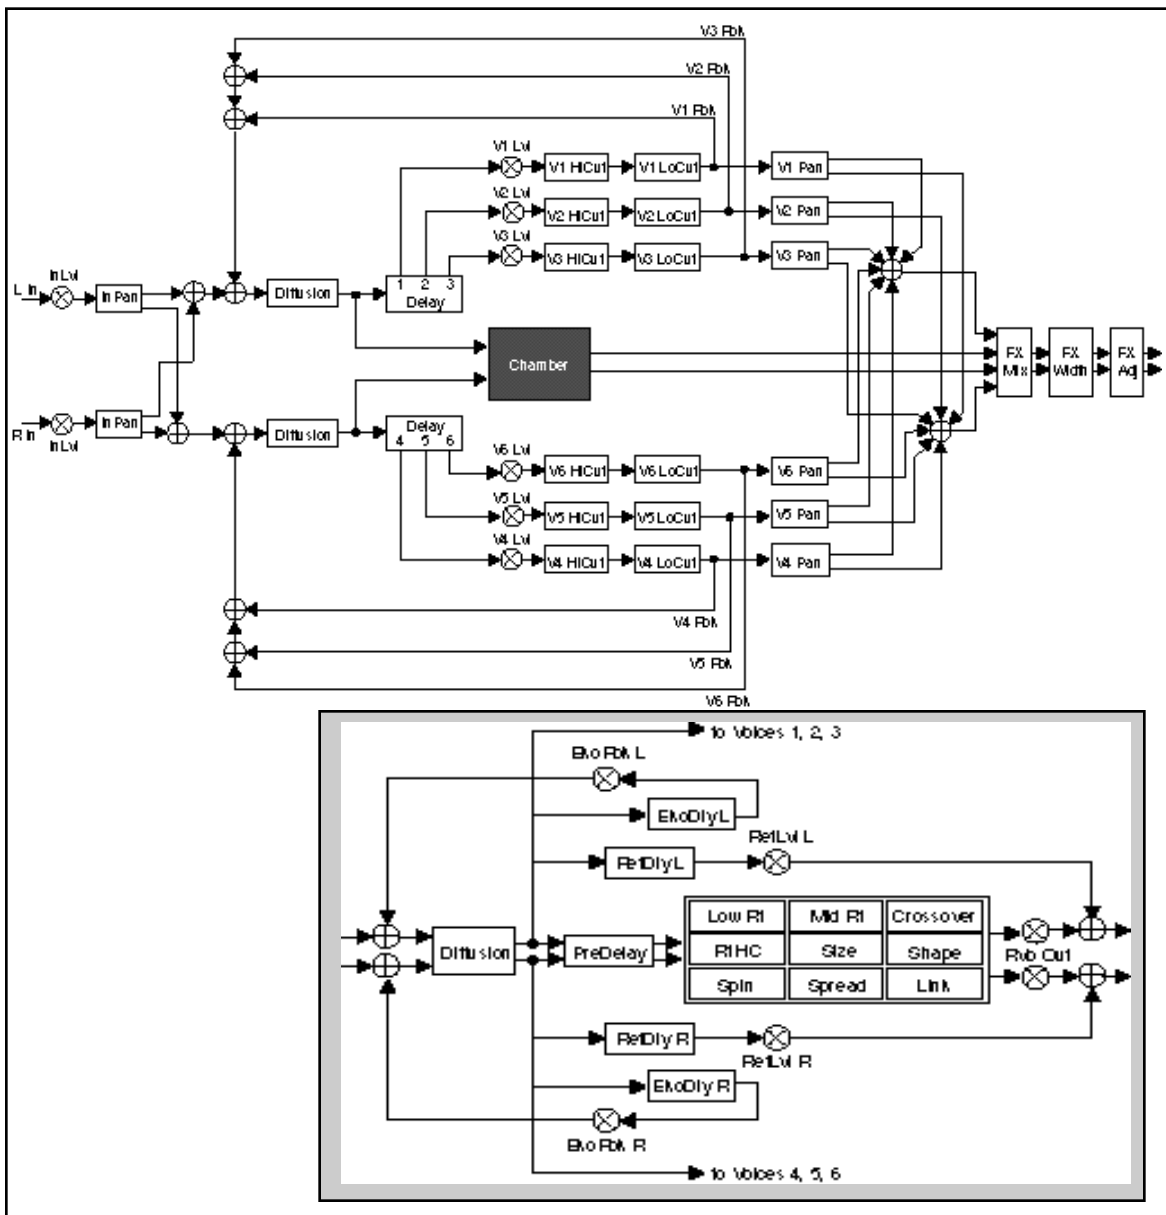 V3 Fbk
V2 Fbk
V1 Fbk
V1 Lvl
V1 HiCut V1 LoCut V1 Pan
V2 Lvl
V2 HiCut V2 LoCut V2 Pan
V3 Lvl
V3 HiCut V3 LoCut V3 Pan
In Lvl
L In
In Pan
Diffusion
1 2 3
Delay
Chamber
FX Mix
FX Width
FX Adj
R In
In Lvl
In Pan
Diffusion
Delay
4 5 6
V6 Lvl
V6 HiCut V6 LoCut V6 Pan
V5 Lvl
V5 HiCut V5 LoCut V5 Pan
V4 Lvl
V4 HiCut V4 LoCut V4 Pan
V4 Fbk
V5 Fbk
V6 Fbk
to Voices 1, 2, 3
Eko Fbk L
EkoDly L
RefLvl L
RefDly L
Low Rt Mid Rt Crossover
Diffusion
PreDelay
RtHC Size Shape
Rvb Out
Spin Spread Link
RefDly R
RefLvl R
EkoDly R
Eko Fbk R
to Voices 4, 5, 6